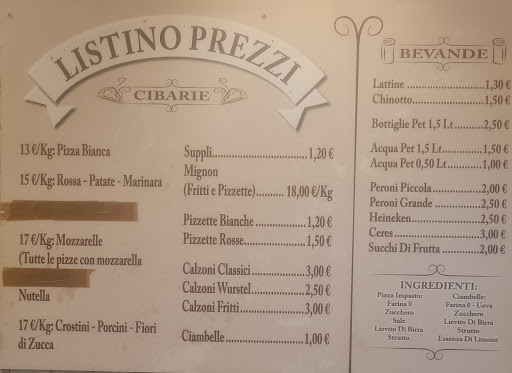 LISTINO PREZZI
CIBARIE
13 €/Kg: Pizza Bianca
15 €/Kg: Rossa - Patate - Marinara
17 €/Kg: Mozzarelle
(Tutte le pizze con mozzarella
Nutella
17 €/Kg: Crostini - Porcini - Fiori
di Zucca
Supplì..............................1,20 €
Mignon
(Fritti e Pizzette)..........18,00 €/Kg
Pizzette Bianche ...............1,20 €
Pizzette Rosse...................1,50 €
Calzoni Classici ................3,00 €
Calzoni Wurstel ................2,50 €
Calzoni Fritti.....................3,00 €
Ciambelle..........................1,00 €
BEVANDE
Lattine .....................1,30 €
Chinotto...................1,50 €
Bottiglie Pet 1,5 Lt.........2,50 €
Acqua Pet 1,5 Lt.........1,50 €
Acqua Pet 0,50 Lt.......1,00 €
Peroni Piccola.............2,00 €
Peroni Grande ............2,50 €
Heineken....................2,50 €
Ceres..........................3,00 €
Succhi Di Frutta .........2,00 €
INGREDIENTI:
Pizza Impasto:
Farina 0
Zucchero
Sale
Lievito Di Birra
Strutto
Ciambelle:
Farina 0 - Uova
Zucchero
Lievito Di Birra
Strutto
Essenza Di Limone